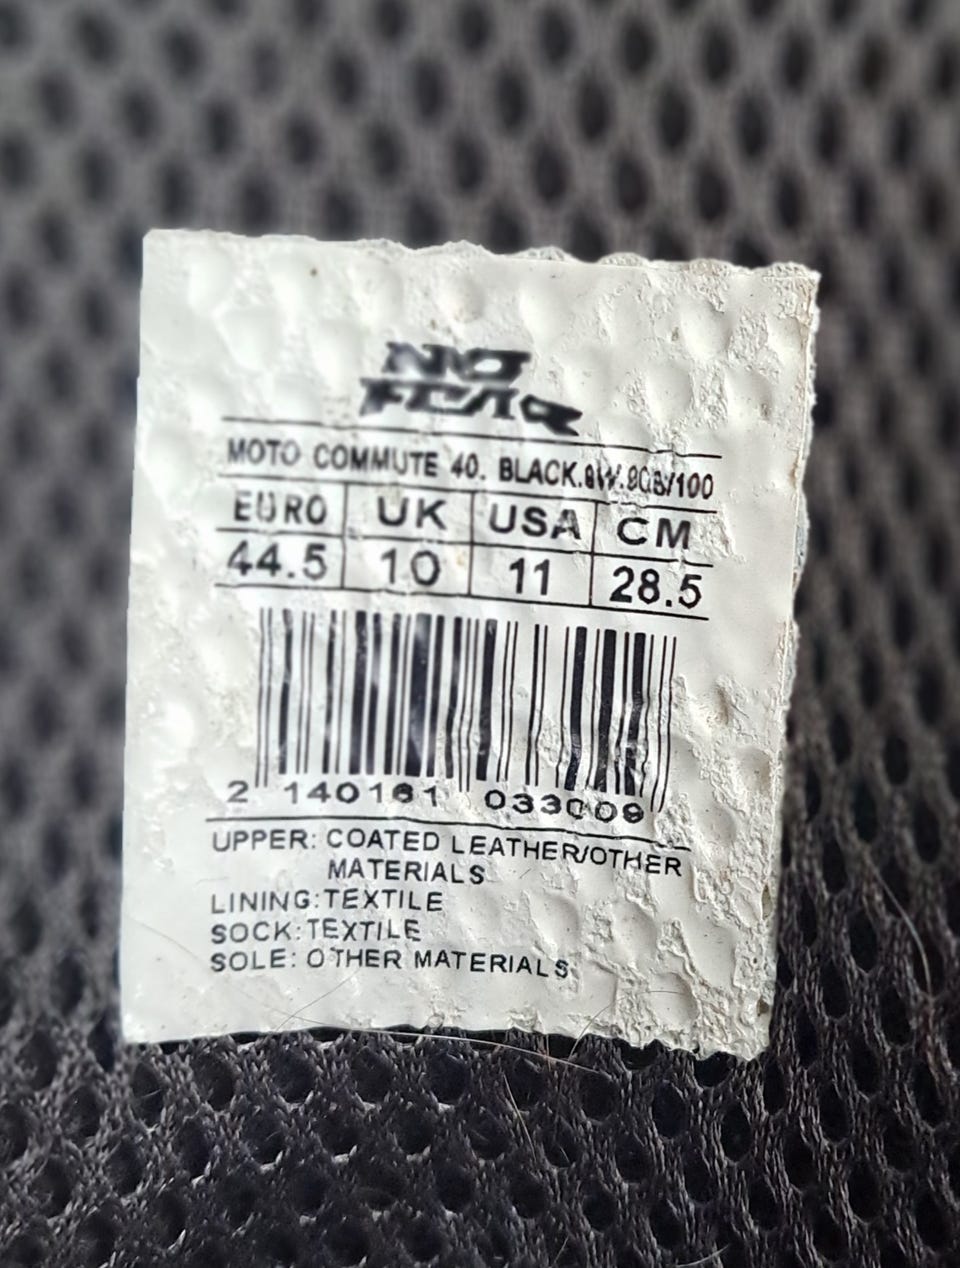 NO
FEAR
MOTO COMMUTE 40. BLACK.
EURO UK USA CM
44.5 10 11 28.5
2 140161 033009
UPPER: COATED LEATHER/OTHER
MATERIALS
LINING:TEXTILE
SOCK:TEXTILE
SOLE: OTHER MATERIALS